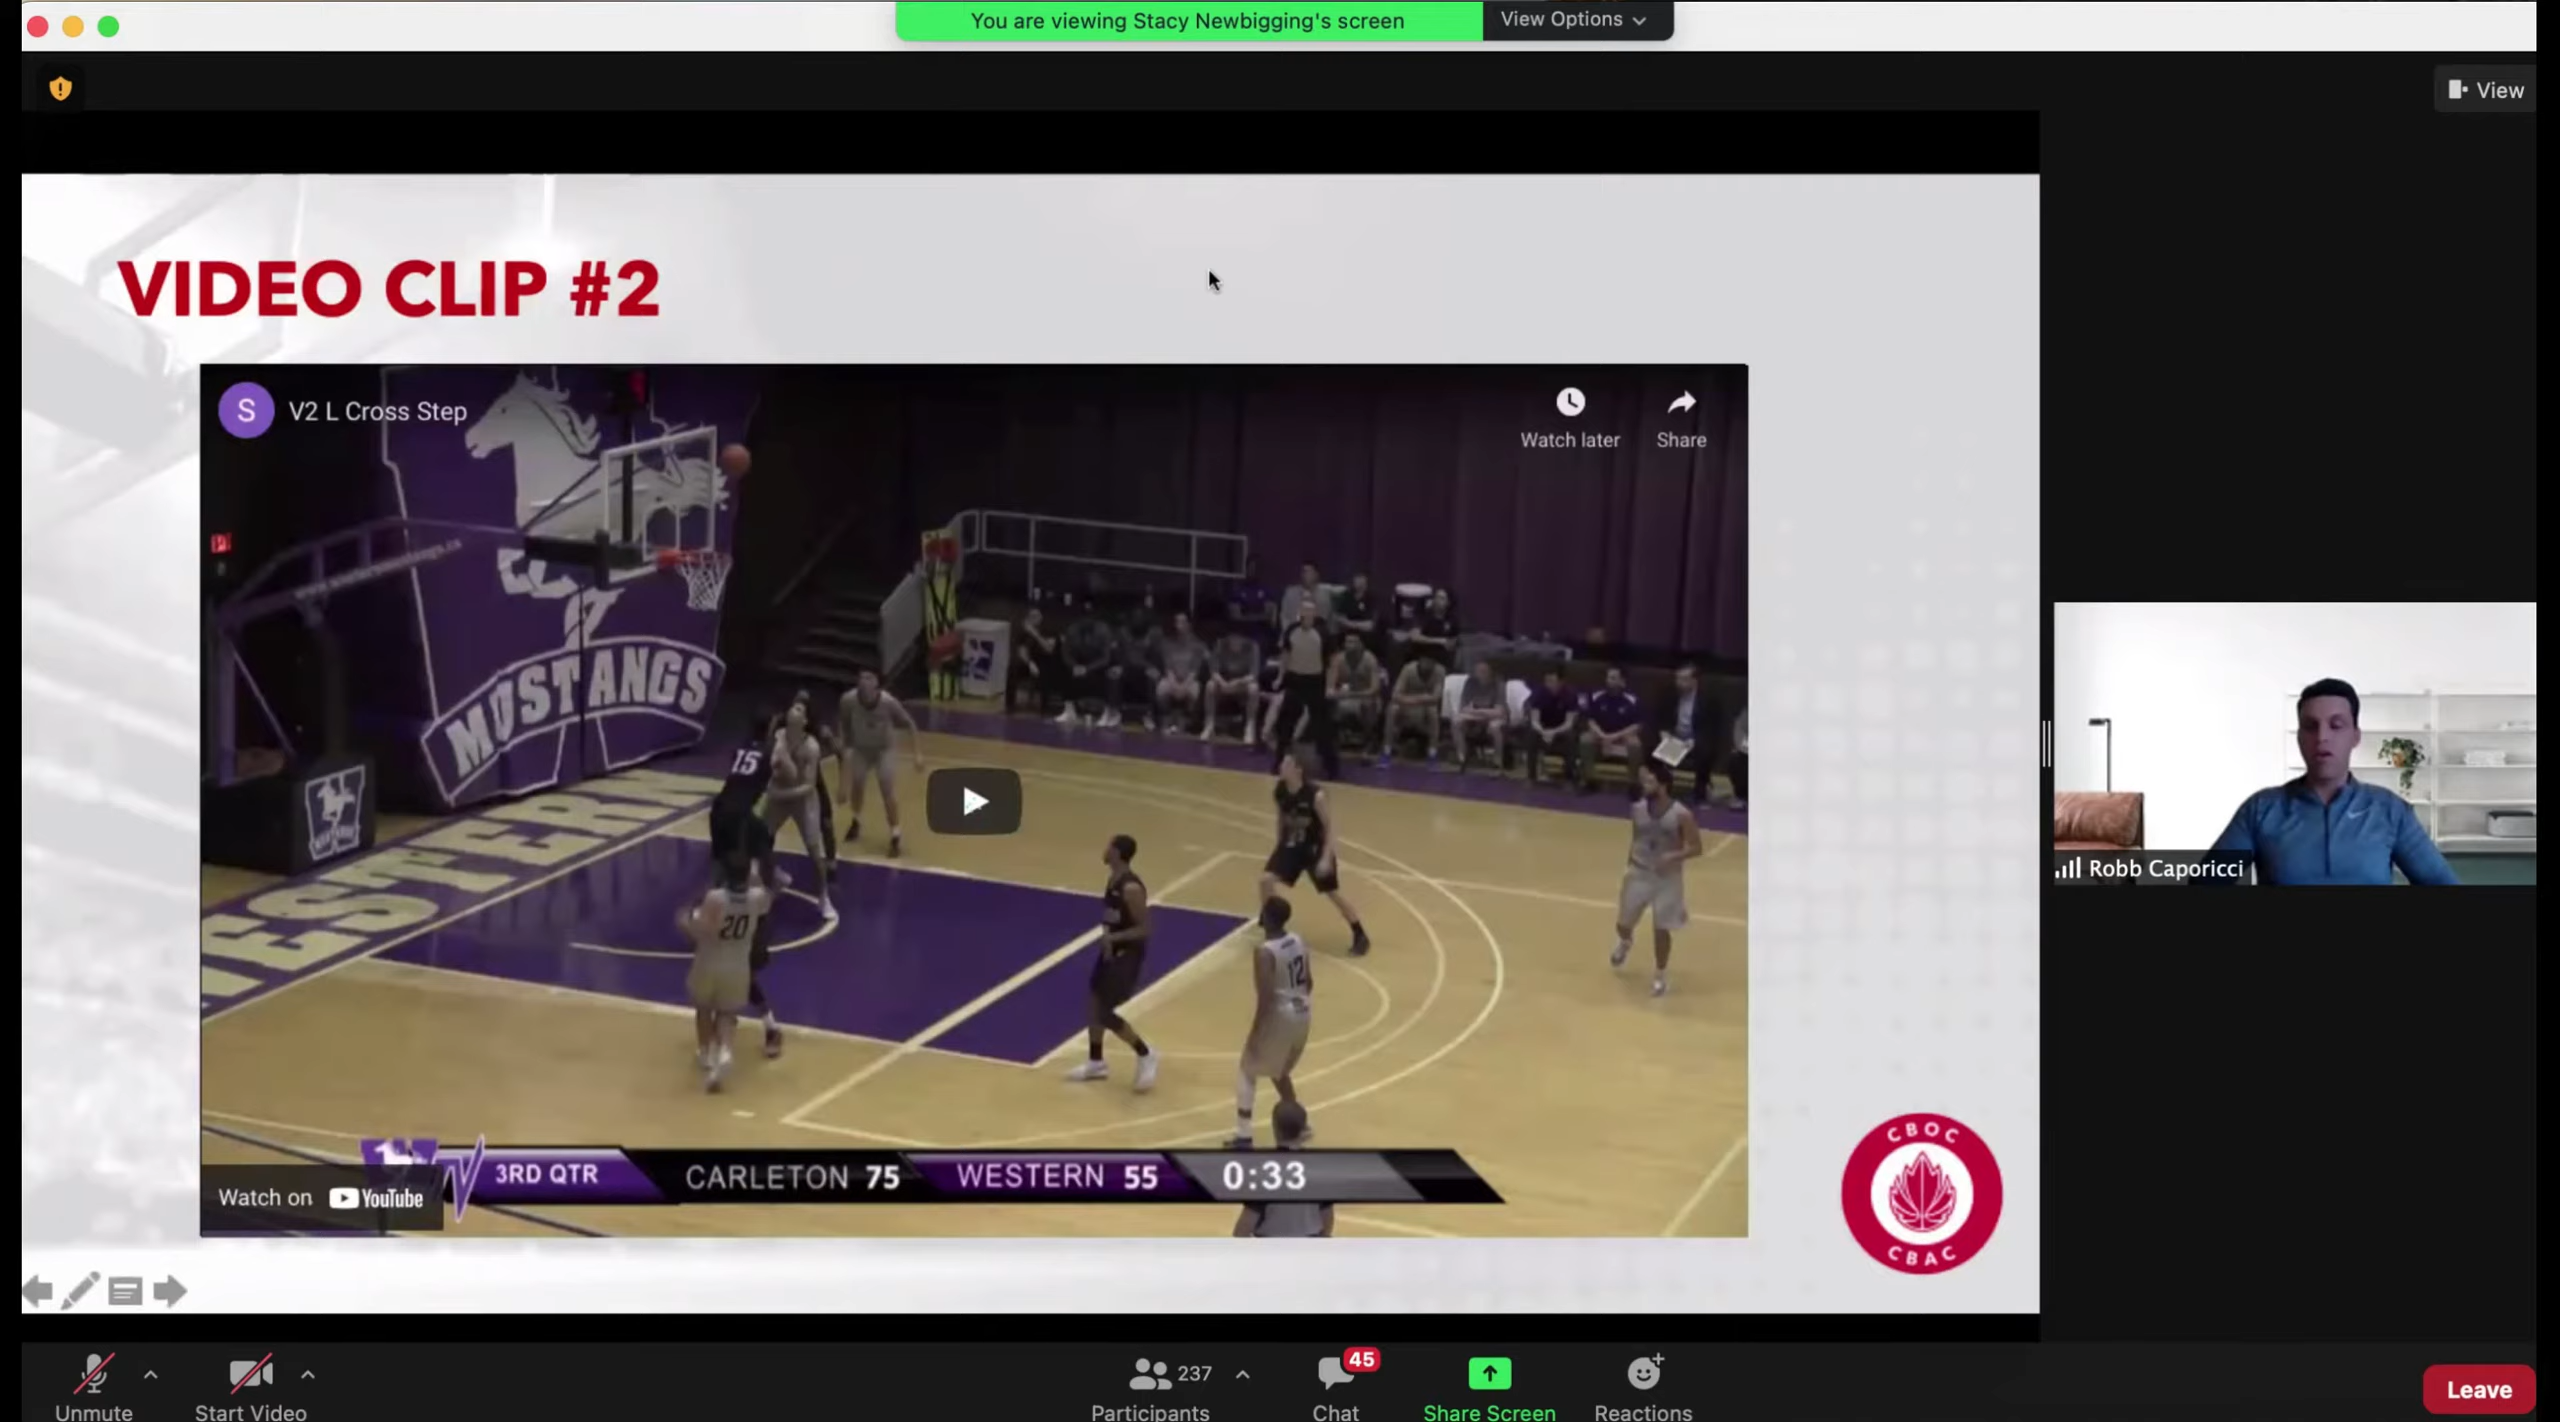 You are viewing Stacy Newbigging's screen
View Options
View
VIDEO CLIP #2
S
V2 L Cross Step
Watch later
Share
MUSTANGS
15
WESTERN
20
12
3RD QTR
CARLETON 75
WESTERN 55
0:33
Watch on YouTube
Robb Caporicci
CBOC
CBAC
Unmute
Start Video
237
Participants
45
Chat
Share Screen
Reactions
Leave